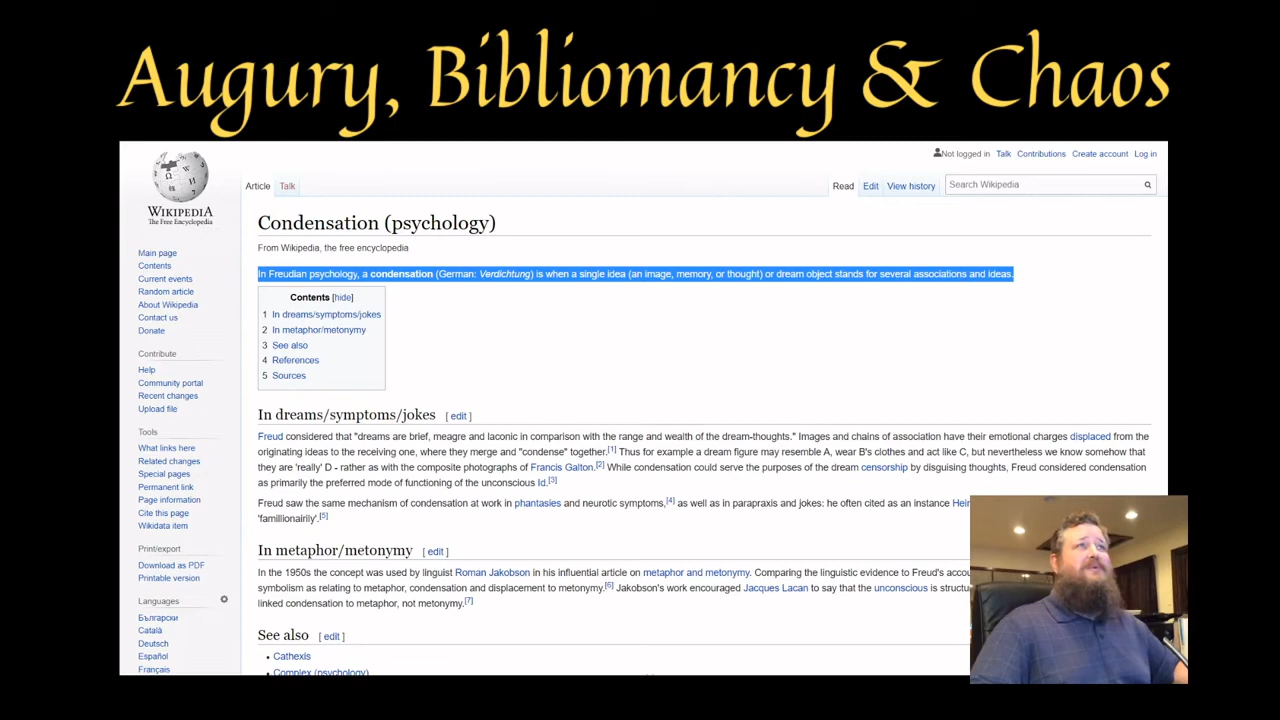 Augury, Bibliomancy & Chaos
Not logged in Talk Contributions Create account Log in
Article Talk Read Edit View history Search Wikipedia
WIKIPEDIA
The Free Encyclopedia
Condensation (psychology)
From Wikipedia, the free encyclopedia
In Freudian psychology, a condensation (German: Verdichtung) is when a single idea (an image, memory, or thought) or dream object stands for several associations and ideas.
Contents [hide]
1 In dreams/symptoms/jokes
2 In metaphor/metonymy
3 See also
4 References
5 Sources
Main page
Contents
Current events
Random article
About Wikipedia
Contact us
Donate
Contribute
Help
Community portal
Recent changes
Upload file
Tools
What links here
Related changes
Special pages
Permanent link
Page information
Cite this page
Wikidata item
Print/export
Download as PDF
Printable version
Languages
Български
Català
Deutsch
Español
Français
In dreams/symptoms/jokes [ edit ]
Freud considered that "dreams are brief, meagre and laconic in comparison with the range and wealth of the dream-thoughts." Images and chains of association have their emotional charges displaced from the
originating ideas to the receiving one, where they merge and "condense" together.[1] Thus for example a dream figure may resemble A, wear B's clothes and act like C, but nevertheless we know somehow that
they are 'really' D - rather as with the composite photographs of Francis Galton.[2] While condensation could serve the purposes of the dream censorship by disguising thoughts, Freud considered condensation
as primarily the preferred mode of functioning of the unconscious Id.[3]
Freud saw the same mechanism of condensation at work in phantasies and neurotic symptoms,[4] as well as in parapraxis and jokes: he often cited as an instance
'famillionairily'.[5]
In metaphor/metonymy [ edit ]
In the 1950s the concept was used by linguist Roman Jakobson in his influential article on metaphor and metonymy. Comparing the linguistic evidence to Freud's
symbolism as relating to metaphor, condensation and displacement to metonymy.[6] Jakobson's work encouraged Jacques Lacan to say that the unconscious is
linked condensation to metaphor, not metonymy.[7]
See also [ edit ]
• Cathexis
• Complex (psychology)